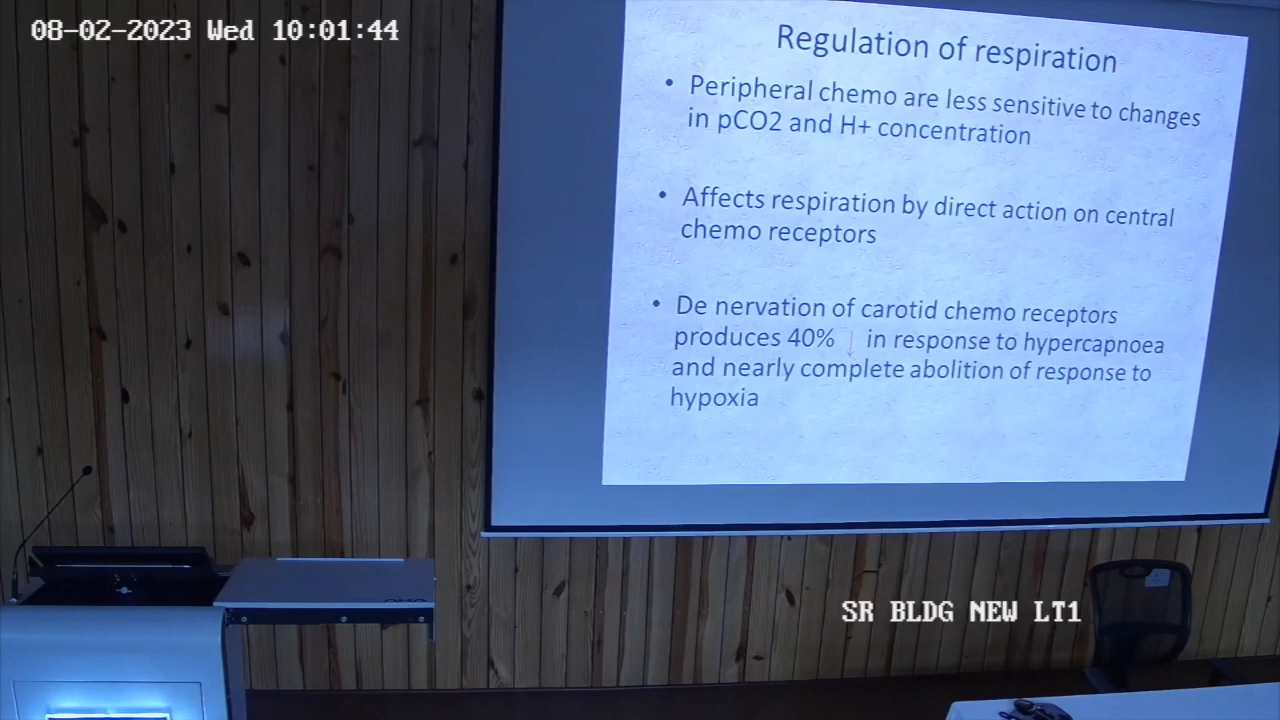 08-02-2023 Wed 10:01:44
Regulation of respiration
• Peripheral chemo are less sensitive to changes
in pCO2 and H+ concentration
• Affects respiration by direct action on central
chemo receptors
• De nervation of carotid chemo receptors
produces 40% ↓ in response to hypercapnoea
and nearly complete abolition of response to
hypoxia
SR BLDG NEW LT1